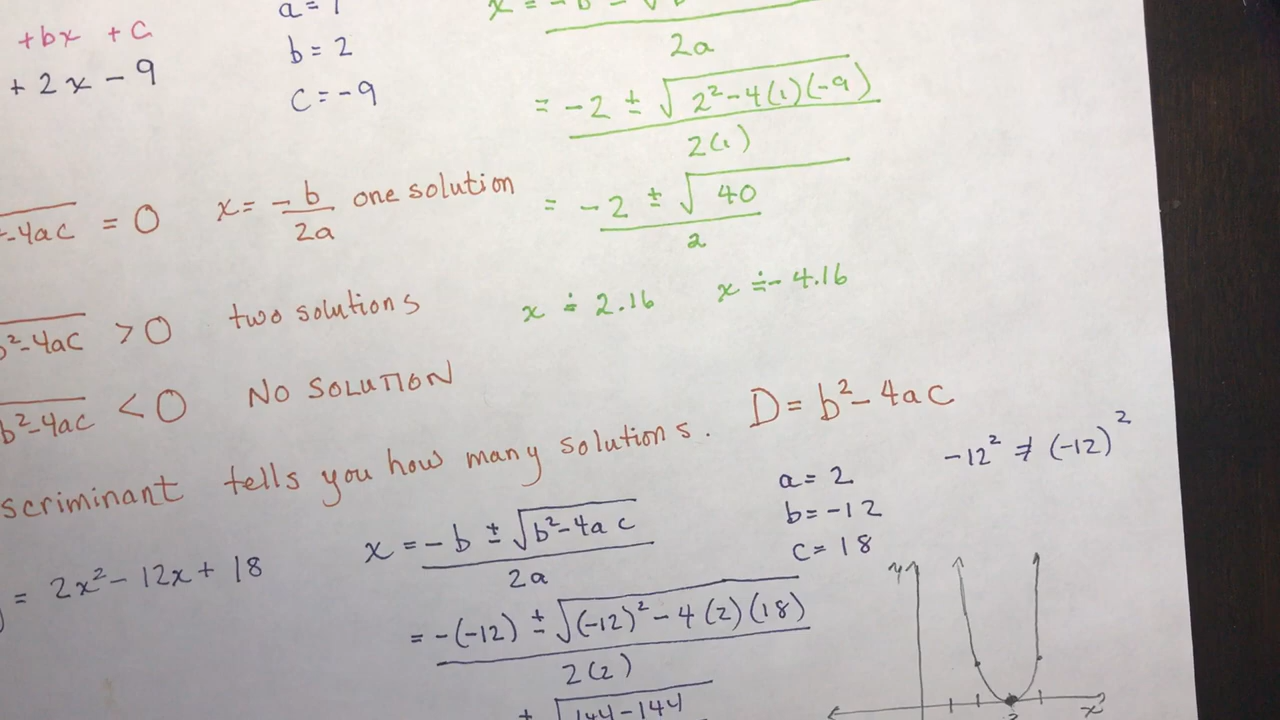 +bx +c
+ 2x - 9
a = 1
b = 2
c = -9
2a
= -2 ± √2²-4(1)(-9)
2(1)
= -2 ± √40
2
x ≐ 2.16 x ≐ -4.16
-4ac = 0 x = -b/2a one solution
b²-4ac > 0 two solutions
b²-4ac < 0 NO SOLUTION
scriminant tells you how many solutions. D = b²-4ac
-12² ≠ (-12)²
= 2x² - 12x + 18
x = -b ± √b²-4ac
2a
= -(-12) ± √(-12)² - 4(2)(18)
2(2)
± √144-144
a = 2
b = -12
c = 18
y
x